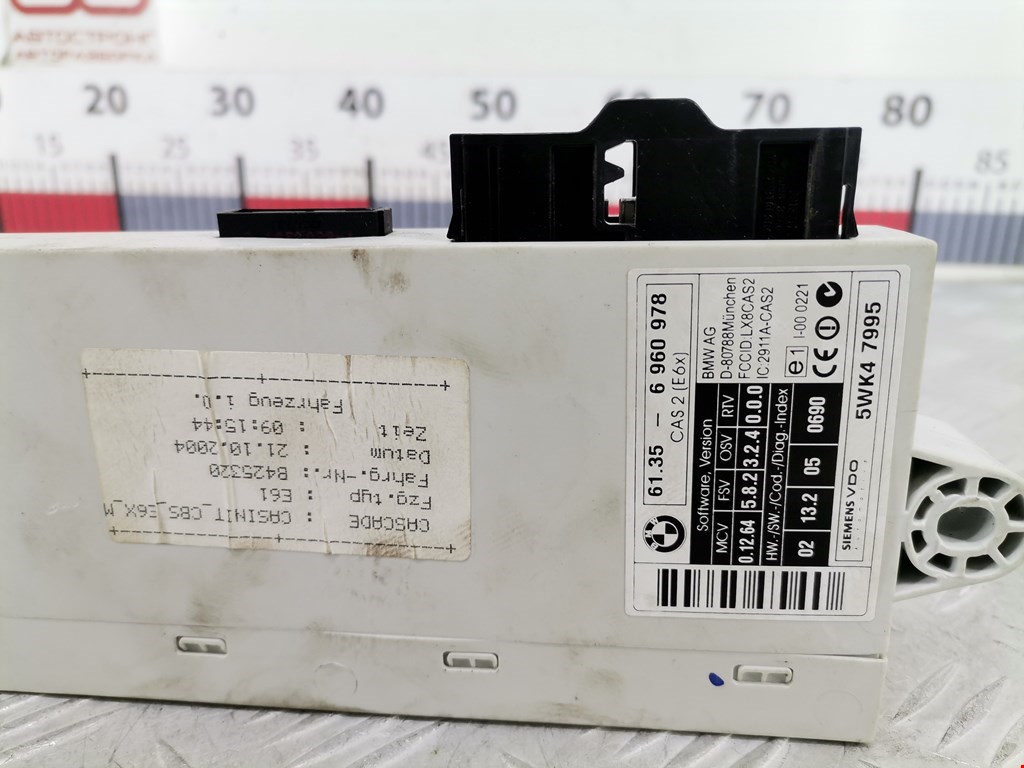 АВТОСТРОНГ
АВТОРАЗБОРКА
20 30 40 50 70 80
15 25 35 45 85
61.35 - 6 960 978
CAS 2 (E6x)
BMW AG
D-80788München
FCCID:LX8CAS2
IC:2911A-CAS2
e1 I-00 0221
Software, Version
MCV FSV OSV RTV
0.12.64 5.8.2 3.2.4 0.0.0
HW.-/SW.-/Cod.-/Diag.-Index
02 13.2 05 0690
CE
SIEMENS VDO 5WK4 7995
CASCADE : CASINIT_CBS_E6X_M
Fzg.typ : E61
Fahrg.-Nr.: B425320
Datum : 21.10.2004
Zeit : 09:15:44
Fahrzeug i.O.